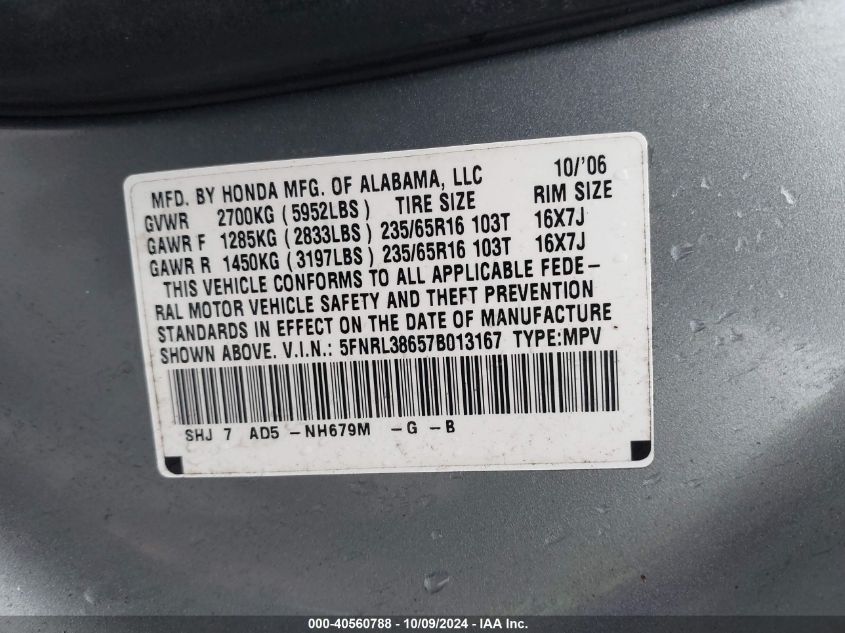 MFD. BY HONDA MFG. OF ALABAMA, LLC 10/'06
GVWR 2700KG (5952LBS) TIRE SIZE RIM SIZE
GAWR F 1285KG (2833LBS) 235/65R16 103T 16X7J
GAWR R 1450KG (3197LBS) 235/65R16 103T 16X7J
THIS VEHICLE CONFORMS TO ALL APPLICABLE FEDE-
RAL MOTOR VEHICLE SAFETY AND THEFT PREVENTION
STANDARDS IN EFFECT ON THE DATE OF MANUFACTURE
SHOWN ABOVE. V.I.N.: 5FNRL38657B013167 TYPE:MPV
SHJ 7 AD5 -NH679M -G -B
000-40560788 - 10/09/2024 - IAA Inc.